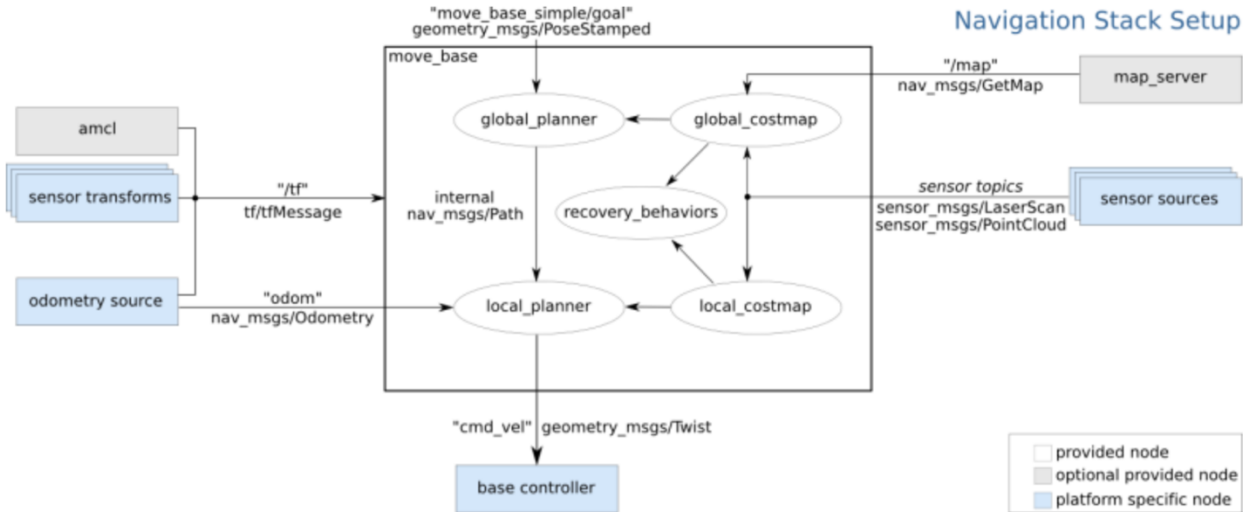 Navigation Stack Setup
"move_base_simple/goal"
geometry_msgs/PoseStamped
move_base
"/map"
nav_msgs/GetMap
map_server
global_planner
global_costmap
amcl
sensor transforms
"/tf"
tf/tfMessage
internal
nav_msgs/Path
recovery_behaviors
sensor topics
sensor_msgs/LaserScan
sensor_msgs/PointCloud
sensor sources
odometry source
"odom"
nav_msgs/Odometry
local_planner
local_costmap
"cmd_vel" geometry_msgs/Twist
base controller
provided node
optional provided node
platform specific node